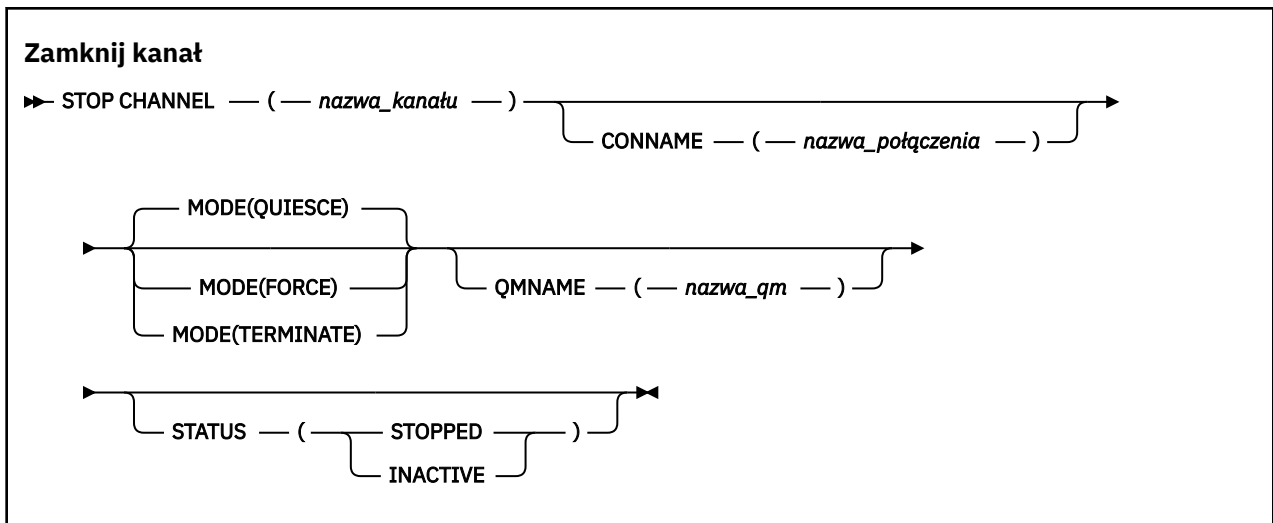 Zamknij kanał
STOP CHANNEL ( nazwa_kanału )
CONNAME ( nazwa_połączenia )
MODE(QUIESCE)
MODE(FORCE)
MODE(TERMINATE)
QMNAME ( nazwa_qm )
STATUS ( STOPPED )
INACTIVE